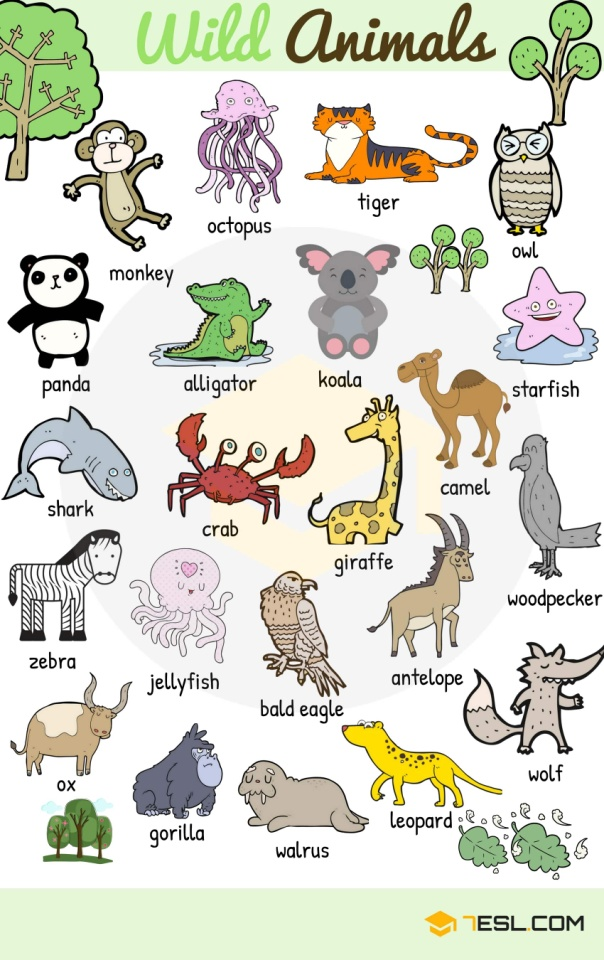 Wild Animals
octopus
tiger
owl
monkey
panda
alligator
koala
starfish
shark
crab
giraffe
camel
woodpecker
zebra
jellyfish
bald eagle
antelope
wolf
ox
gorilla
walrus
leopard
7ESL.COM